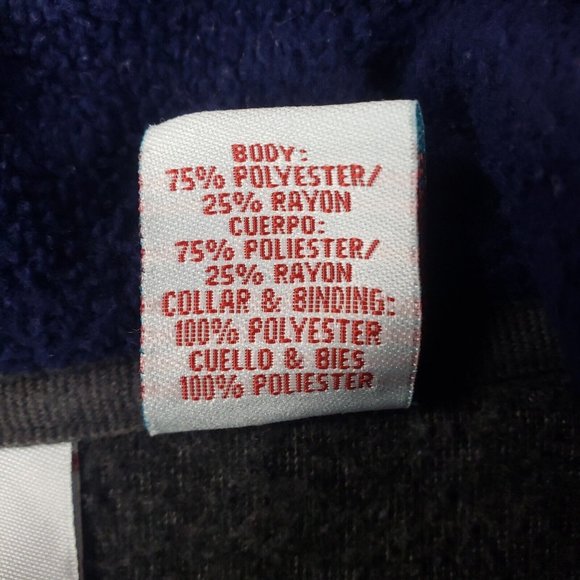 BODY:
75% POLYESTER/
25% RAYON
CUERPO:
75% POLIESTER/
25% RAYON
COLLAR & BINDING:
100% POLYESTER
CUELLO & BIES
100% POLIESTER